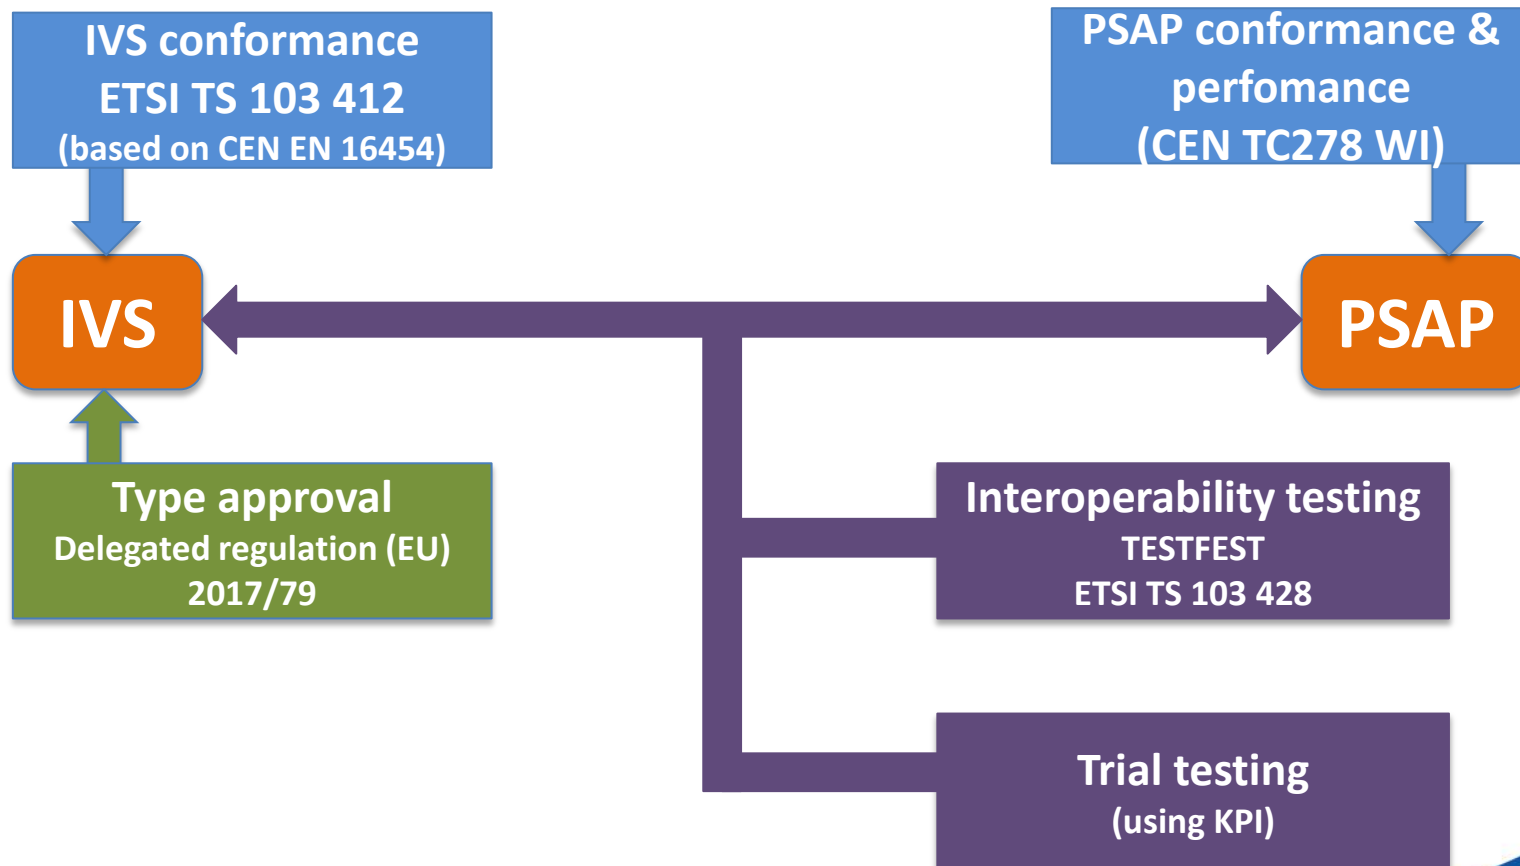 IVS conformance
ETSI TS 103 412
(based on CEN EN 16454)
PSAP conformance &
perfomance
(CEN TC278 WI)
IVS
PSAP
Type approval
Delegated regulation (EU)
2017/79
Interoperability testing
TESTFEST
ETSI TS 103 428
Trial testing
(using KPI)